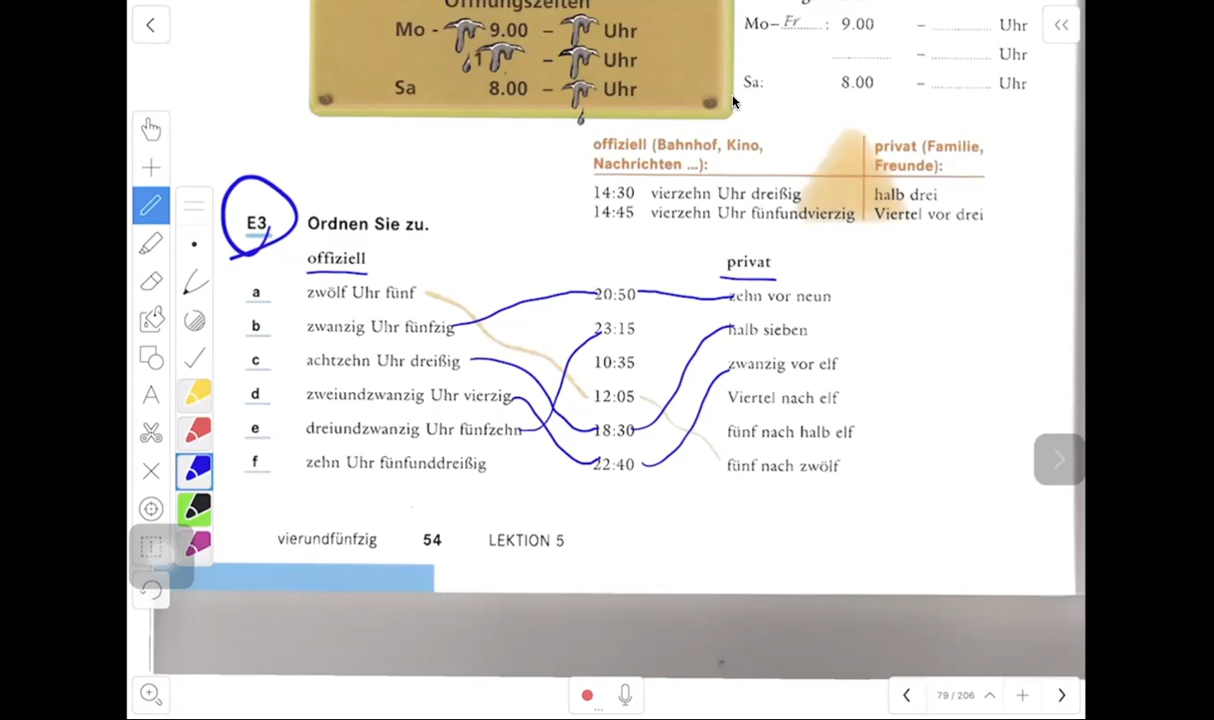 Öffnungszeiten
Mo - 9.00 – Uhr
1 – Uhr
Sa 8.00 – Uhr
Mo–Fr : 9.00 – Uhr
– Uhr
Sa: 8.00 – Uhr
offiziell (Bahnhof, Kino,
Nachrichten ...):
privat (Familie,
Freunde):
14:30 vierzehn Uhr dreißig halb drei
14:45 vierzehn Uhr fünfundvierzig Viertel vor drei
E3 Ordnen Sie zu.
offiziell privat
a zwölf Uhr fünf 20:50 zehn vor neun
b zwanzig Uhr fünfzig 23:15 halb sieben
c achtzehn Uhr dreißig 10:35 zwanzig vor elf
d zweiundzwanzig Uhr vierzig 12:05 Viertel nach elf
e dreiundzwanzig Uhr fünfzehn 18:30 fünf nach halb elf
f zehn Uhr fünfunddreißig 22:40 fünf nach zwölf
vierundfünfzig 54 LEKTION 5
79 / 206